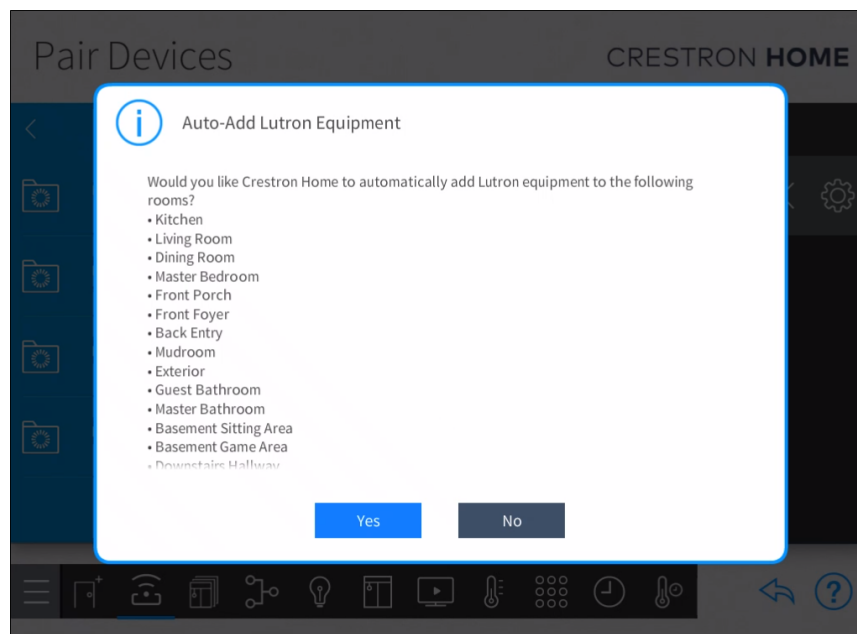 Pair Devices
CRESTRON HOME
Auto-Add Lutron Equipment
Would you like Crestron Home to automatically add Lutron equipment to the following
rooms?
• Kitchen
• Living Room
• Dining Room
• Master Bedroom
• Front Porch
• Front Foyer
• Back Entry
• Mudroom
• Exterior
• Guest Bathroom
• Master Bathroom
• Basement Sitting Area
• Basement Game Area
• Downstairs Hallway
Yes
No
?